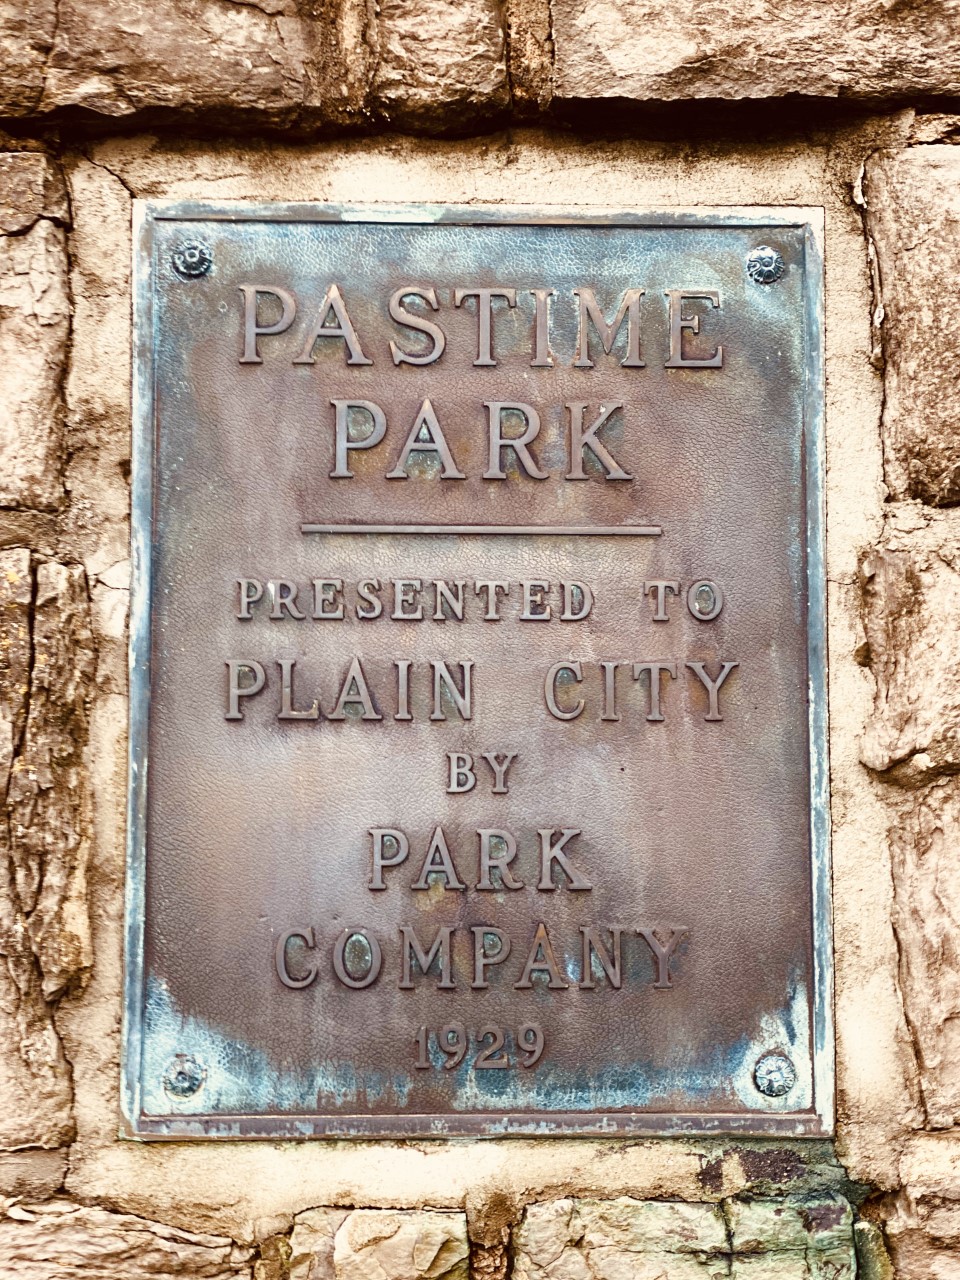 PASTIME
PARK
PRESENTED TO
PLAIN CITY
BY
PARK
COMPANY
1929